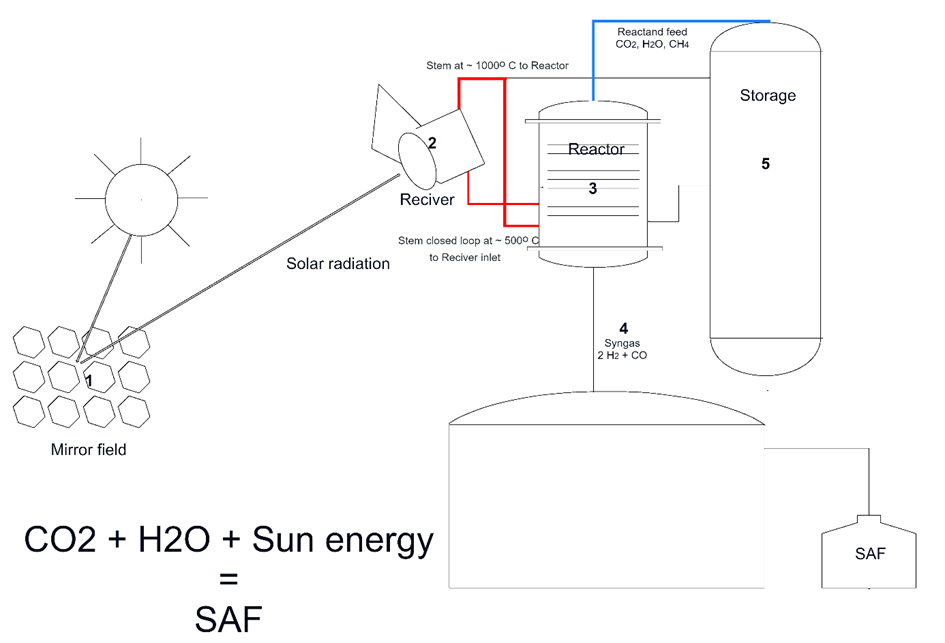 Reactand feed
CO2, H2O, CH4
Stem at ~ 1000º C to Reactor
Storage
2
Reactor
5
3
Reciver
Stem closed loop at ~ 500º C
to Reciver inlet
Solar radiation
4
Syngas
2 H2 + CO
1
Mirror field
CO2 + H2O + Sun energy
=
SAF
SAF